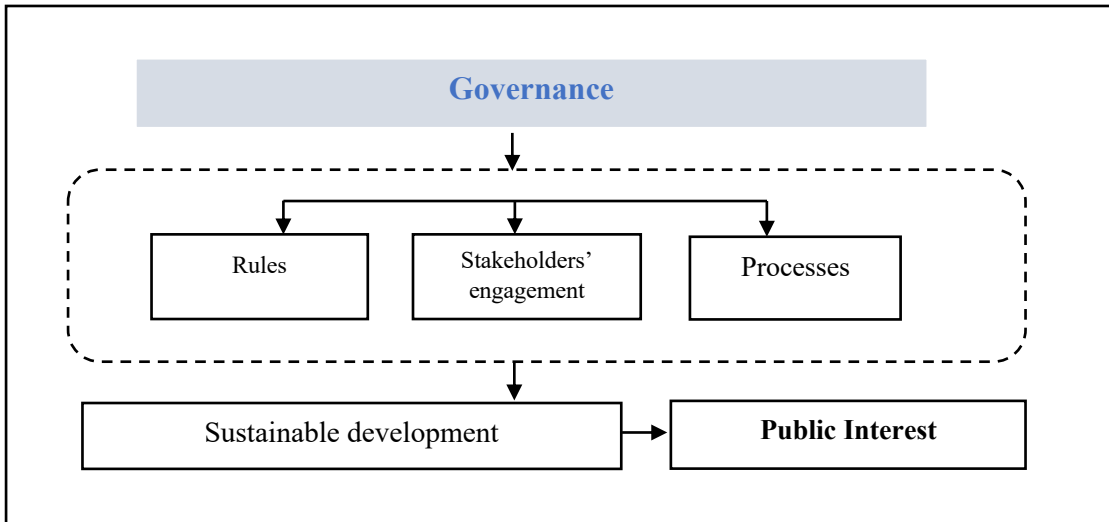 Governance
Rules
Stakeholders’
engagement
Processes
Sustainable development
Public Interest